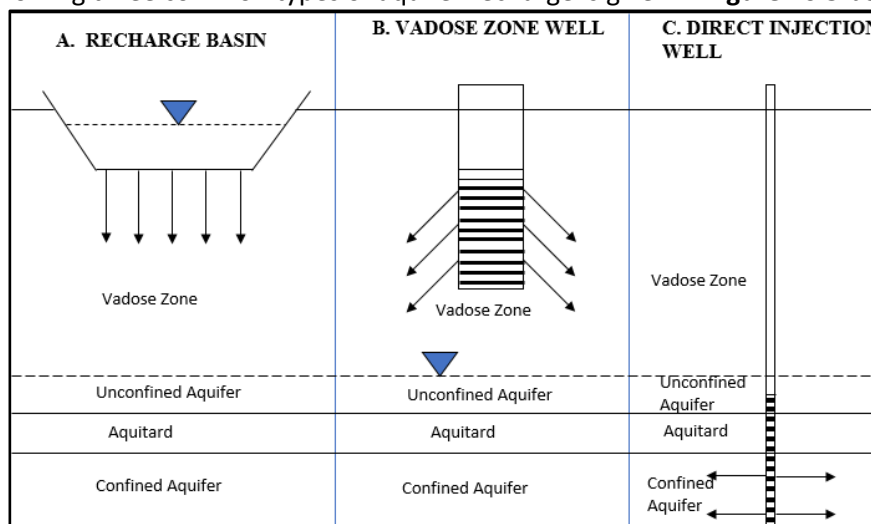 A. RECHARGE BASIN
Vadose Zone
Unconfined Aquifer
Aquitard
Confined Aquifer
B. VADOSE ZONE WELL
Vadose Zone
Unconfined Aquifer
Aquitard
Confined Aquifer
C. DIRECT INJECTION
WELL
Vadose Zone
Unconfined
Aquifer
Aquitard
Confined
Aquifer